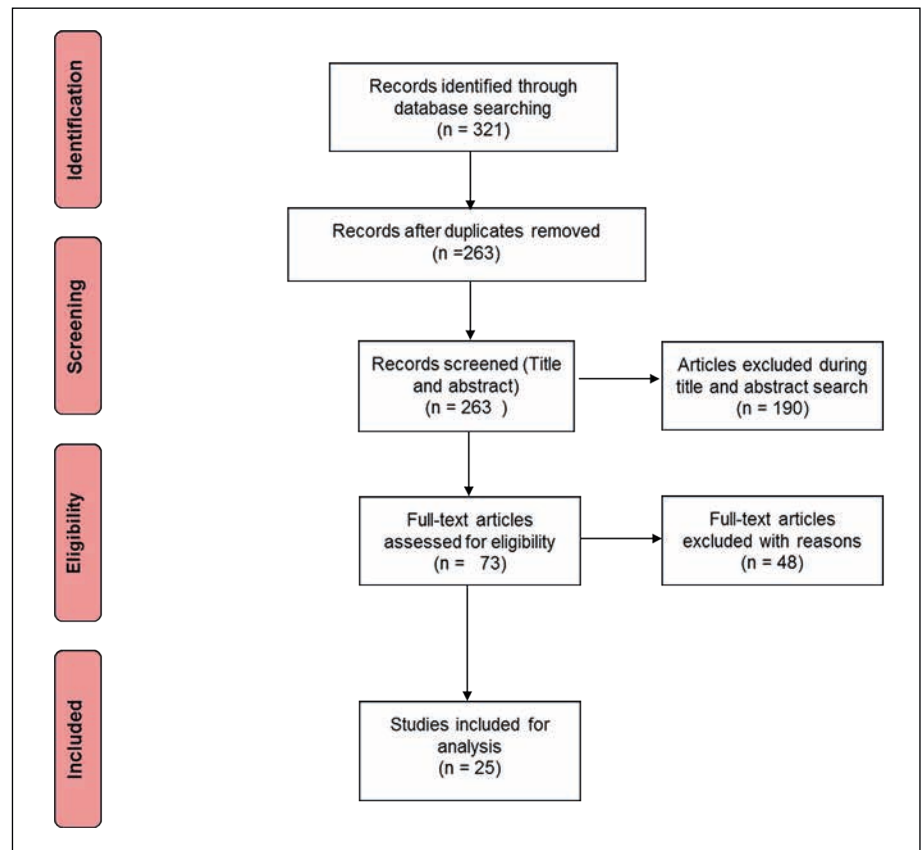 Identification
Records identified through
database searching
(n = 321)
Records after duplicates removed
(n =263)
Screening
Records screened (Title
and abstract)
(n = 263 )
Articles excluded during
title and abstract search
(n = 190)
Eligibility
Full-text articles
assessed for eligibility
(n = 73)
Full-text articles
excluded with reasons
(n = 48)
Included
Studies included for
analysis
(n = 25)